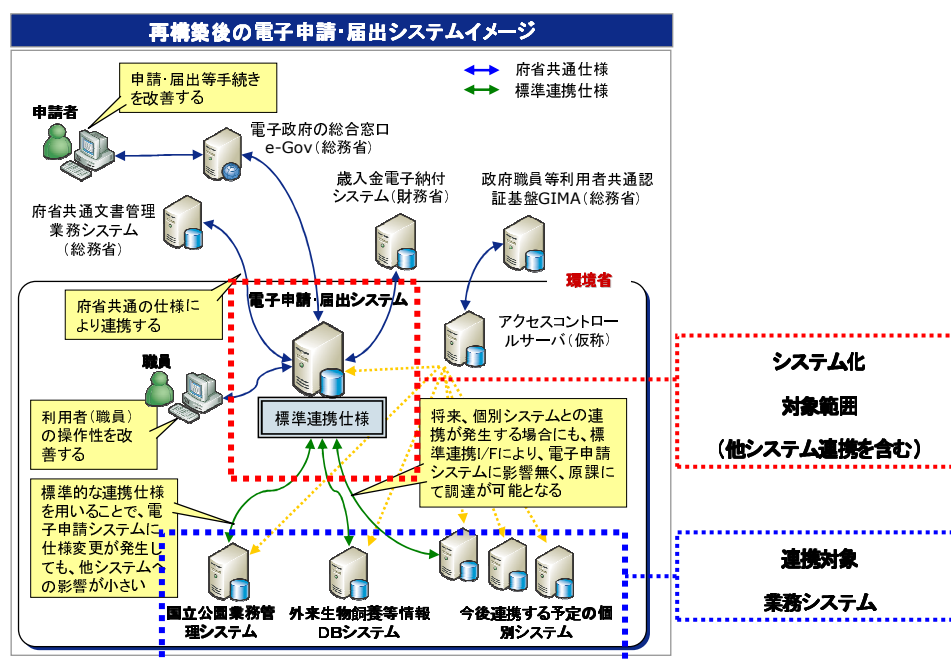 再構築後の電子申請・届出システムイメージ
府省共通仕様
標準連携仕様
申請・届出等手続き
を改善する
申請者
電子政府の総合窓口
e-Gov（総務省）
歳入金電子納付
システム（財務省）
政府職員等利用者共通認
証基盤GIMA（総務省）
府省共通文書管理
業務システム
（総務省）
環境省
府省共通の仕様に
より連携する
電子申請・届出システム
アクセスコントロー
ルサーバ（仮称）
職員
標準連携仕様
利用者（職員）
の操作性を改
善する
将来、個別システムとの連
携が発生する場合にも、標
準連携I/Fにより、電子申請
システムに影響無く、原課に
て調達が可能となる
標準的な連携仕様
を用いることで、電
子申請システムに
仕様変更が発生し
ても、他システムへ
の影響が小さい
国立公園業務管
理システム
外来生物飼養等情報
DBシステム
今後連携する予定の個
別システム
システム化
対象範囲
（他システム連携を含む）
連携対象
業務システム